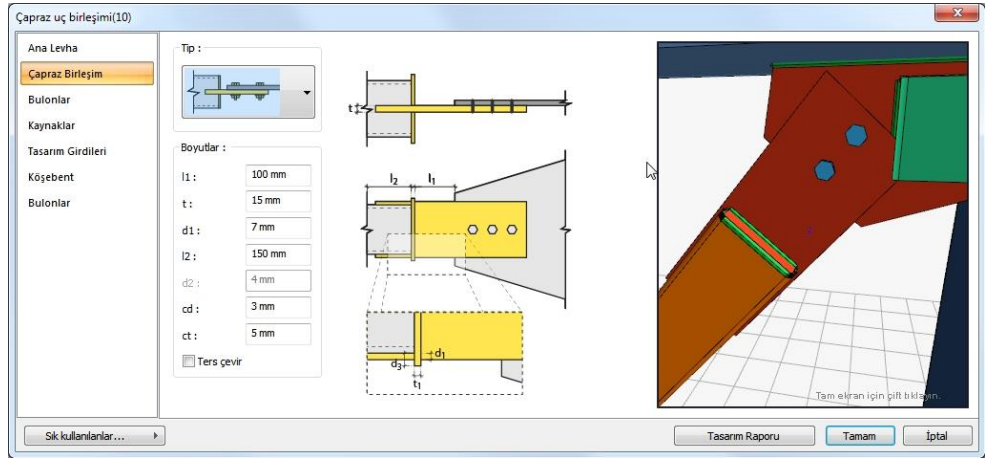 Çapraz uç birleşimi(10)
Ana Levha
Çapraz Birleşim
Bulonlar
Kaynaklar
Tasarım Girdileri
Köşebent
Bulonlar
Tip :
Boyutlar :
l1 : 100 mm
t : 15 mm
d1 : 7 mm
l2 : 150 mm
d2 : 4 mm
cd : 3 mm
ct : 5 mm
Ters çevir
t
l2 l1
d1
d3
t1
Tam ekran için çift tıklayın.
Sık kullanılanlar...
Tasarım Raporu
Tamam
İptal